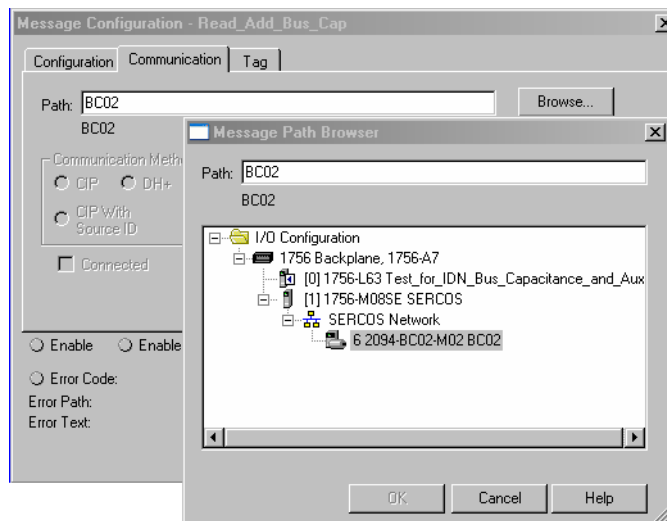 Message Configuration - Read_Add_Bus_Cap
Configuration Communication Tag
Path: BC02 Browse...
BC02
Communication Meth
CIP DH+
CIP With
Source ID
Connected
Enable Enable
Error Code:
Error Path:
Error Text:
Message Path Browser
Path: BC02
BC02
I/O Configuration
1756 Backplane, 1756-A7
[0] 1756-L63 Test_for_IDN_Bus_Capacitance_and_Aux
[1] 1756-M08SE SERCOS
SERCOS Network
6 2094-BC02-M02 BC02
OK Cancel Help